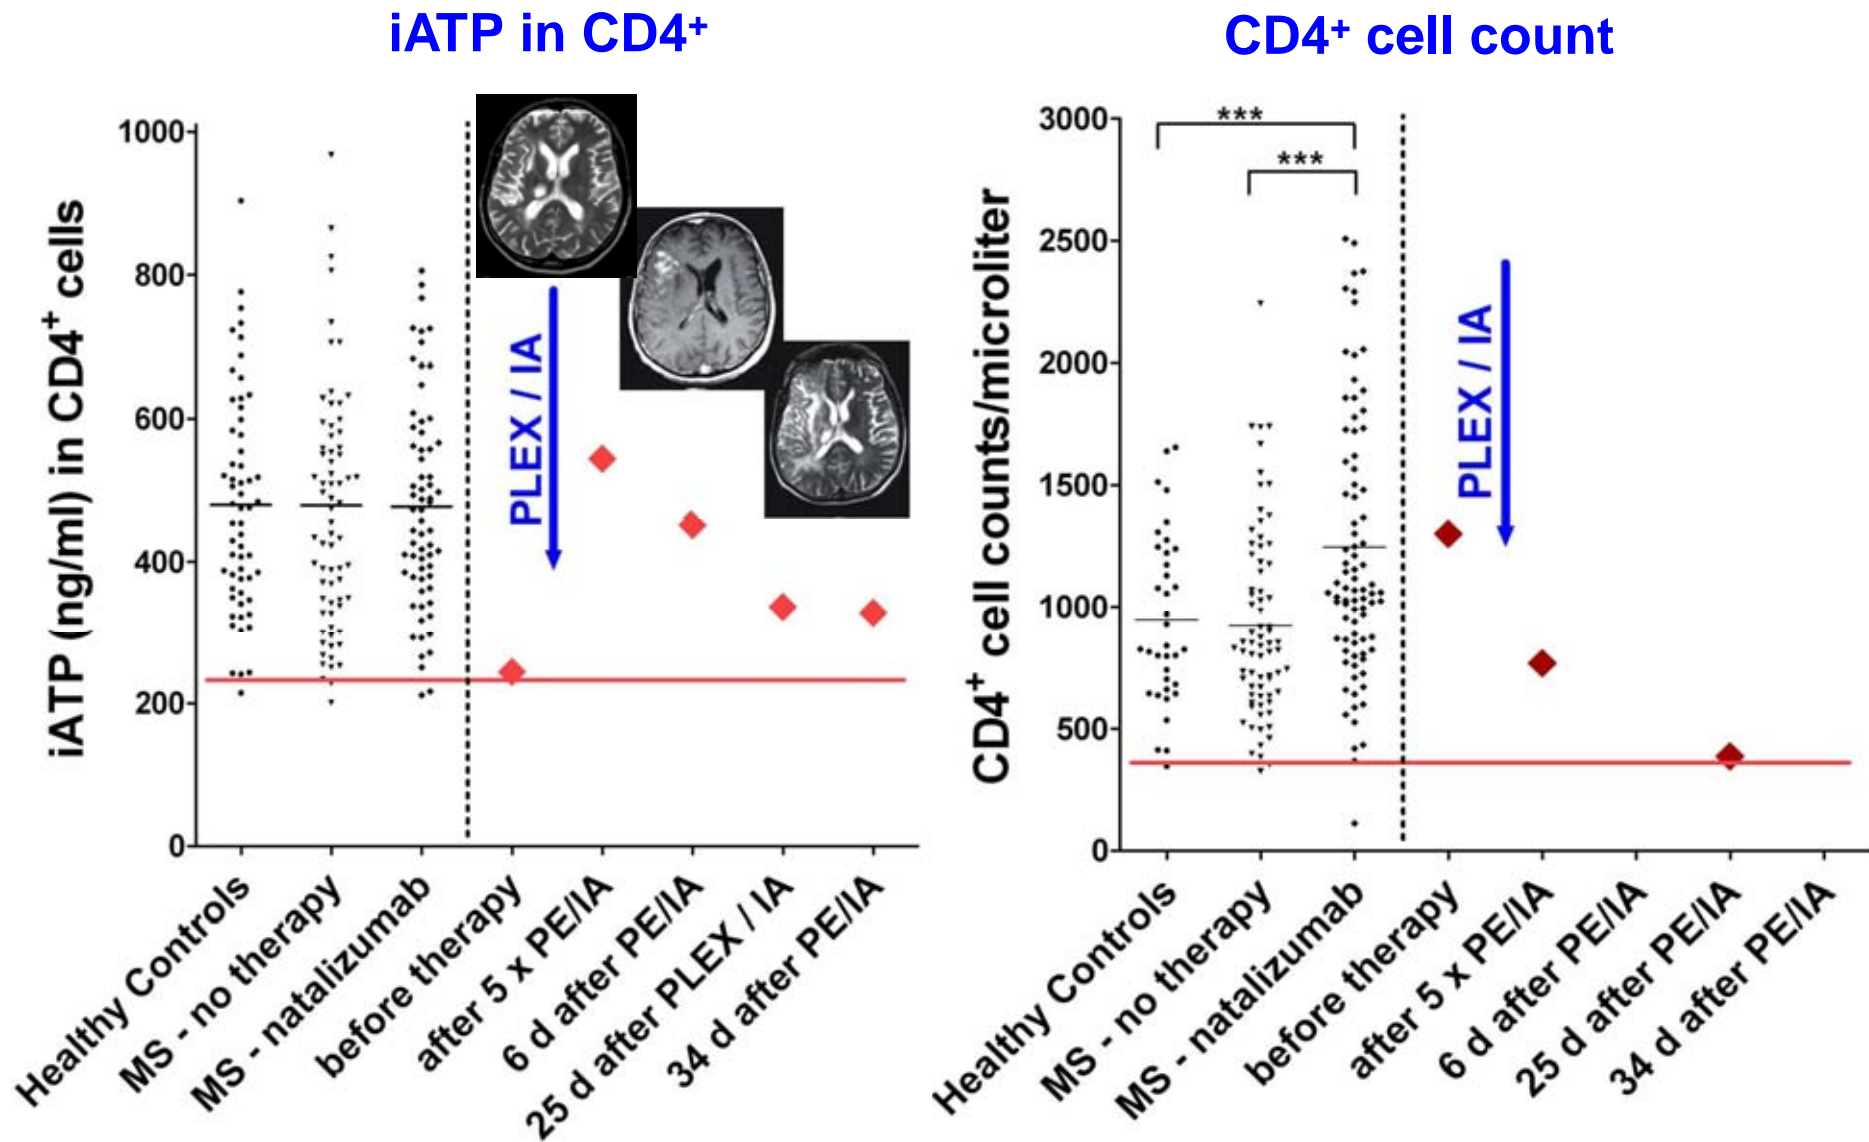 iATP in CD4+
iATP (ng/ml) in CD4+ cells
1000
800
600
400
200
0
PLEX / IA
Healthy Controls
MS - no therapy
MS - natalizumab
before therapy
after 5 x PE/IA
6 d after PE/IA
25 d after PLEX / IA
34 d after PE/IA
CD4+ cell count
CD4+ cell counts/microliter
3000
2500
2000
1500
1000
500
0
***
***
PLEX / IA
Healthy Controls
MS - no therapy
MS - natalizumab
before therapy
after 5 x PE/IA
6 d after PE/IA
25 d after PE/IA
34 d after PE/IA